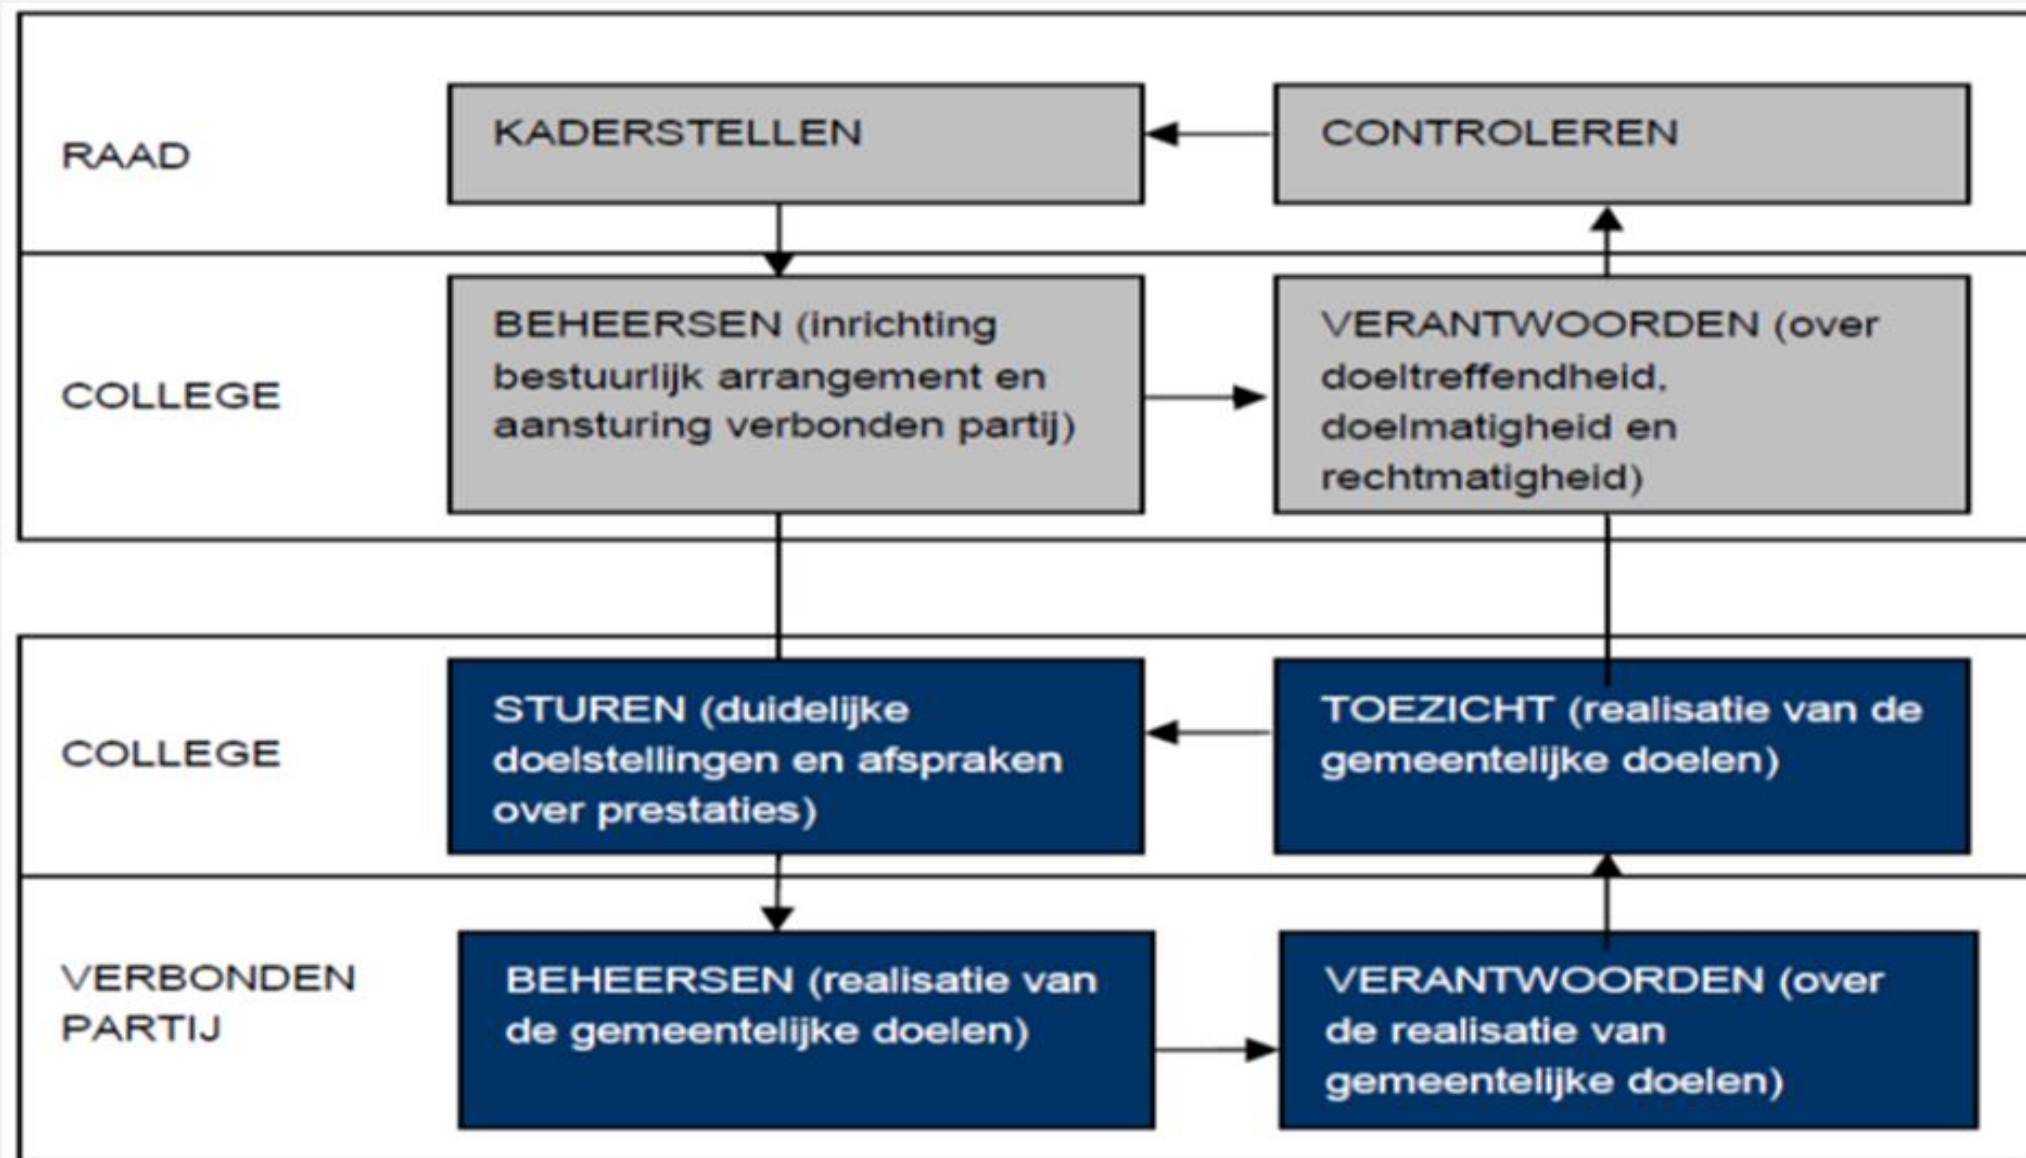 RAAD
KADERSTELLEN
CONTROLEREN
COLLEGE
BEHEERSEN (inrichting
bestuurlijk arrangement en
aansturing verbonden partij)
VERANTWOORDEN (over
doeltreffendheid,
doelmatigheid en
rechtmatigheid)
COLLEGE
STUREN (duidelijke
doelstellingen en afspraken
over prestaties)
TOEZICHT (realisatie van de
gemeentelijke doelen)
VERBONDEN
PARTIJ
BEHEERSEN (realisatie van
de gemeentelijke doelen)
VERANTWOORDEN (over
de realisatie van
gemeentelijke doelen)